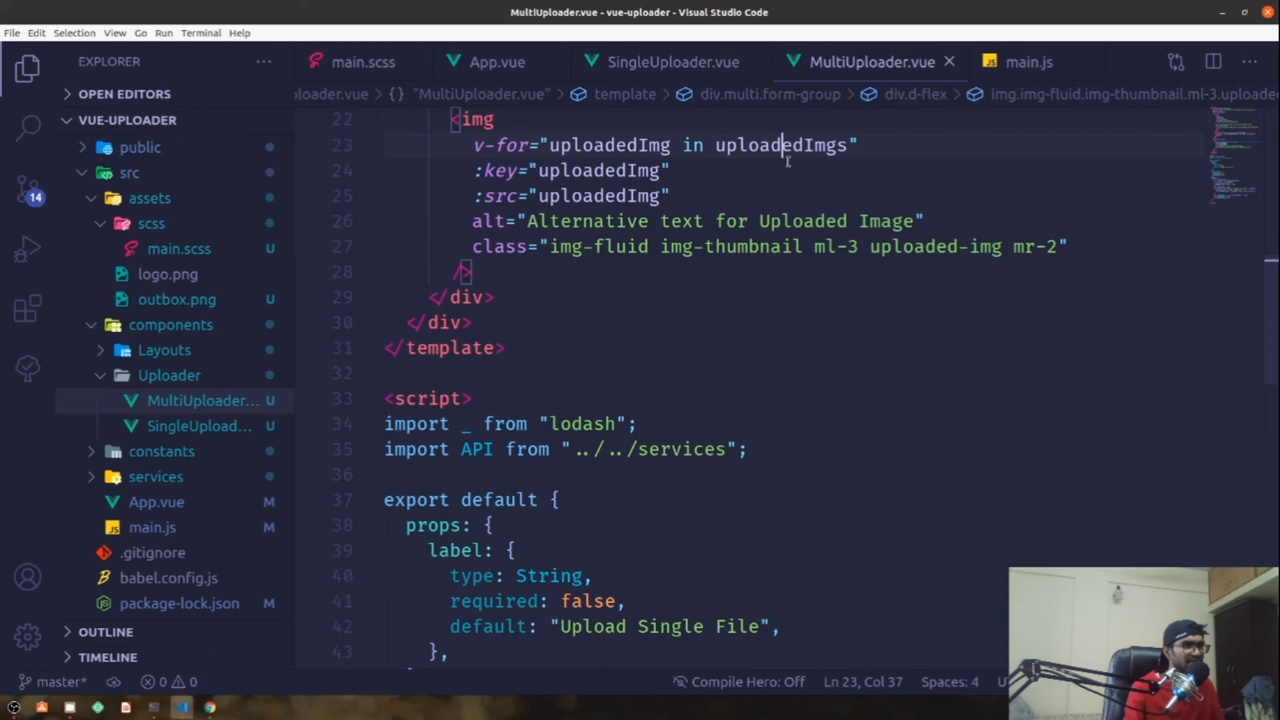 MultiUploader.vue - vue-uploader - Visual Studio Code
File Edit Selection View Go Run Terminal Help
EXPLORER
main.scss App.vue SingleUploader.vue MultiUploader.vue main.js
loader.vue {} "MultiUploader.vue" template div.multi.form-group div.d-flex img.img-fluid.img-thumbnail.ml-3.uploade
OPEN EDITORS
VUE-UPLOADER
public
src
assets
scss
main.scss U
logo.png
outbox.png U
components
Layouts
Uploader
MultiUploader... U
SingleUpload... U
constants
services
App.vue M
main.js M
.gitignore
babel.config.js
package-lock.json M
OUTLINE
TIMELINE
14
22 <img
23 v-for="uploadedImg in uploadedImgs"
24 :key="uploadedImg"
25 :src="uploadedImg"
26 alt="Alternative text for Uploaded Image"
27 class="img-fluid img-thumbnail ml-3 uploaded-img mr-2"
28 />
29 </div>
30 </div>
31 </template>
32
33 <script>
34 import _ from "lodash";
35 import API from "../../services";
36
37 export default {
38 props: {
39 label: {
40 type: String,
41 required: false,
42 default: "Upload Single File",
43 },
master* 0 0 Compile Hero: Off Ln 23, Col 37 Spaces: 4